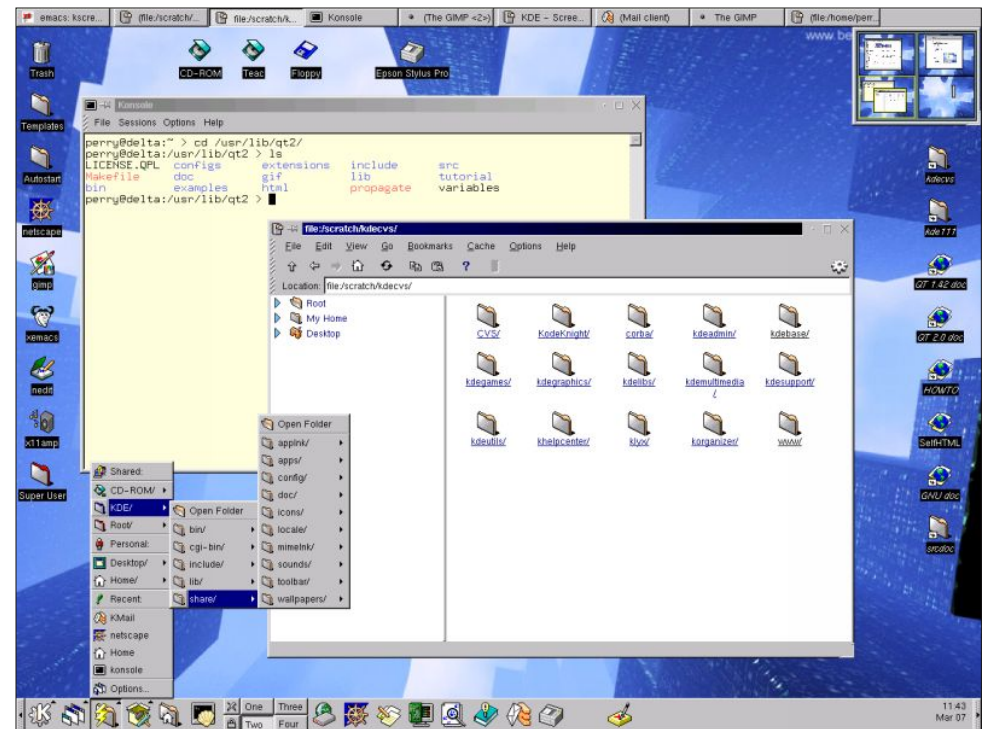 emacs: kscre... (file:/scratch/... file:/scratch/k... Konsole (The GIMP <2>) KDE - Scree... (Mail client) The GIMP (file:/home/perr...
www.be
Trash
CD-ROM
Teac
Floppy
Epson Stylus Pro
Templates
Autostart
netscape
gimp
xemacs
nedit
x11amp
Super User
Konsole
File Sessions Options Help
perry@delta:~ > cd /usr/lib/qt2/
perry@delta:/usr/lib/qt2 > ls
LICENSE.QPL configs extensions include src
Makefile doc gif lib tutorial
bin examples html propagate variables
perry@delta:/usr/lib/qt2 >
file:/scratch/kdecvs/
File Edit View Go Bookmarks Cache Options Help
Location: file:/scratch/kdecvs/
Root
My Home
Desktop
CVS/ KodeKnight/ corba/ kdeadmin/ kdebase/
kdegames/ kdegraphics/ kdelibs/ kdemultimedia kdesupport/
/
kdeutils/ khelpcenter/ klyx/ korganizer/ www/
kdecvs
kde111
QT 1.42 doc
QT 2.0 doc
HOWTO
SelfHTML
GNU doc
srcdoc
Shared:
CD-ROM/
KDE/
Root/
Personal:
Desktop/
Home/
Recent:
KMail
netscape
Home
konsole
Options...
Open Folder
bin/
cgi-bin/
include/
lib/
share/
Open Folder
applnk/
apps/
config/
doc/
icons/
locale/
mimelnk/
sounds/
toolbar/
wallpapers/
One Three
Two Four
11:43
Mar 07